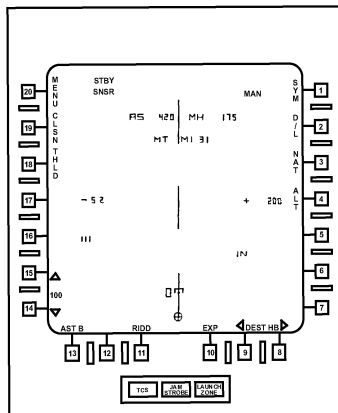 STBY
SNSR
MAN
AS 420 MH 175
MT MI 31
- 52
+ 200
III
IN
100
MENU
CLSN
THLD
SYM
D/L
NAT
ALT
AST B
RIDD
EXP
DEST HB
20
19
18
17
16
15
14
1
2
3
4
5
6
7
13
12
11
10
9
8
TCS
JAM STROBE
LAUNCH ZONE